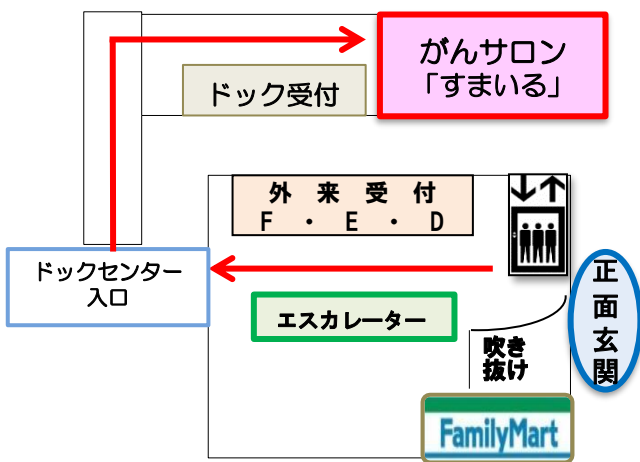 がんサロン
「すまいる」
ドック受付
外来受付
F・E・D
ドックセンター
入口
エスカレーター
正面玄関
吹き
抜け
FamilyMart